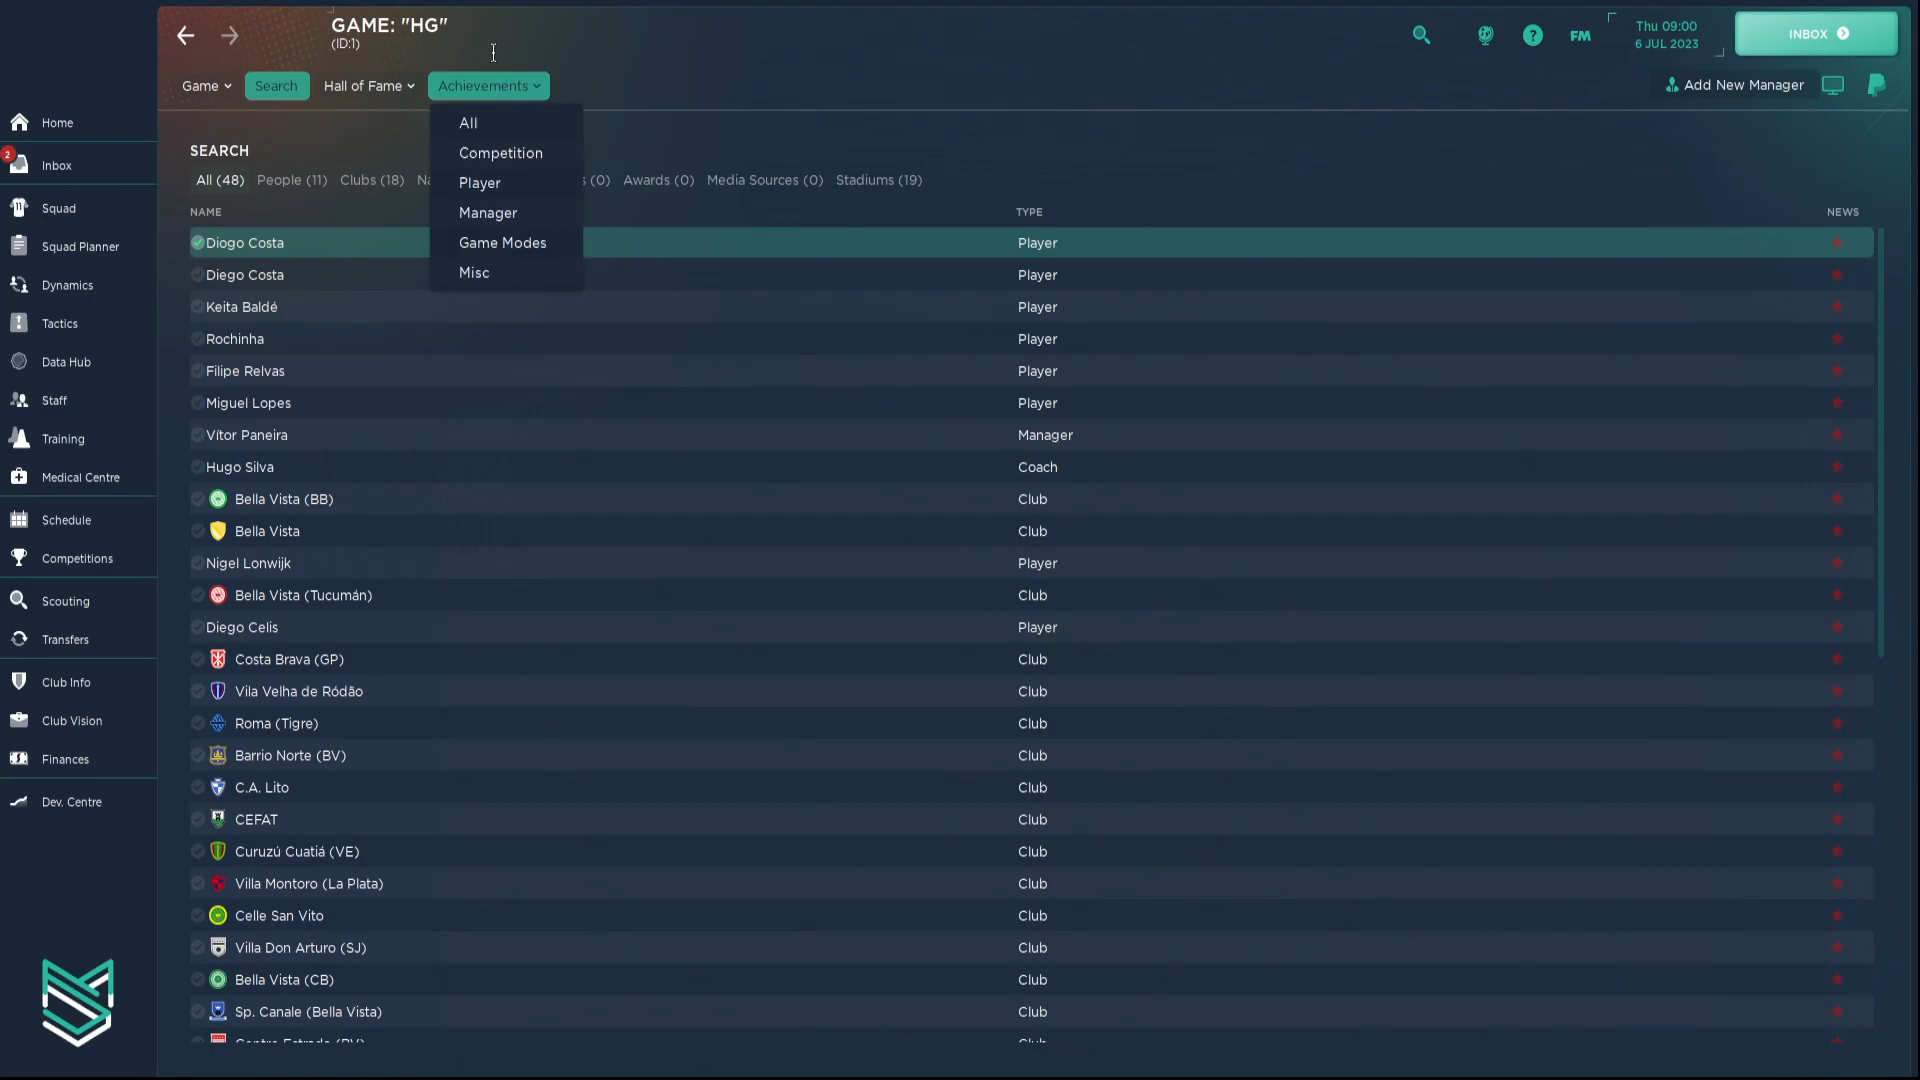 GAME: "HG"
(ID:1)
Thu 09:00
6 JUL 2023
INBOX
FM
Game
Search
Hall of Fame
Achievements
Add New Manager
All
Competition
Player
Manager
Game Modes
Misc
Home
2
Inbox
Squad
Squad Planner
Dynamics
Tactics
Data Hub
Staff
Training
Medical Centre
Schedule
Competitions
Scouting
Transfers
Club Info
Club Vision
Finances
Dev. Centre
SEARCH
All (48) People (11) Clubs (18) Na s (0) Awards (0) Media Sources (0) Stadiums (19)
NAME TYPE NEWS
Diogo Costa Player
Diego Costa Player
Keita Baldé Player
Rochinha Player
Filipe Relvas Player
Miguel Lopes Player
Vítor Paneira Manager
Hugo Silva Coach
Bella Vista (BB) Club
Bella Vista Club
Nigel Lonwijk Player
Bella Vista (Tucumán) Club
Diego Celis Player
Costa Brava (GP) Club
Vila Velha de Ródão Club
Roma (Tigre) Club
Barrio Norte (BV) Club
C.A. Lito Club
CEFAT Club
Curuzú Cuatiá (VE) Club
Villa Montoro (La Plata) Club
Celle San Vito Club
Villa Don Arturo (SJ) Club
Bella Vista (CB) Club
Sp. Canale (Bella Vista) Club